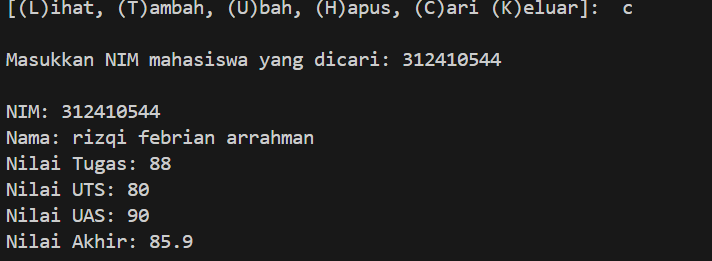 [(L)ihat, (T)ambah, (U)bah, (H)apus, (C)ari (K)eluar]:  c
Masukkan NIM mahasiswa yang dicari: 312410544
NIM: 312410544
Nama: rizqi febrian arrahman
Nilai Tugas: 88
Nilai UTS: 80
Nilai UAS: 90
Nilai Akhir: 85.9